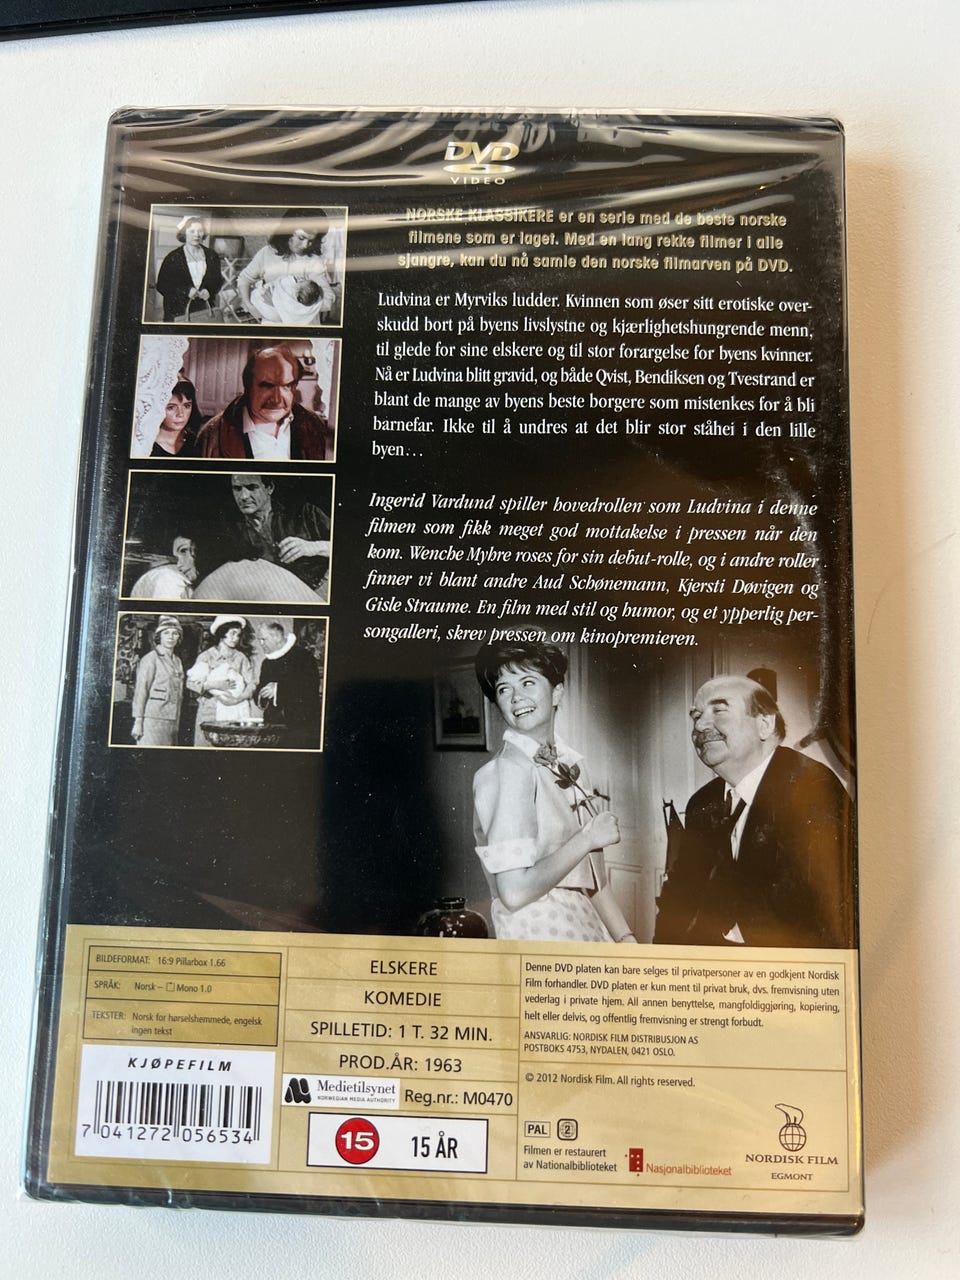 DVD
VIDEO
NORSKE KLASSIKERE er en serie med de beste norske
filmene som er laget. Med en lang rekke filmer i alle
sjangre, kan du nå samle den norske filmarven på DVD.
Ludvina er Myrviks ludder. Kvinnen som øser sitt erotiske over-
skudd bort på byens livslystne og kjærlighetshungrende menn,
til glede for sine elskere og til stor forargelse for byens kvinner.
Nå er Ludvina blitt gravid, og både Qvist, Bendiksen og Tvestrand er
blant de mange av byens beste borgere som mistenkes for å bli
barnefar. Ikke til å undres at det blir stor ståhei i den lille
byen…
Ingerid Vardund spiller hovedrollen som Ludvina i denne
filmen som fikk meget god mottakelse i pressen når den
kom. Wenche Myhre roses for sin debut-rolle, og i andre roller
finner vi blant andre Aud Schønemann, Kjersti Døvigen og
Gisle Straume. En film med stil og humor, og et ypperlig per-
songalleri, skrev pressen om kinopremieren.
BILDEFORMAT: 16:9 Pillarbox 1.66
SPRÅK: Norsk – Mono 1.0
TEKSTER: Norsk for hørselshemmede, engelsk
ingen tekst
KJØPEFILM
7 041272 056534
ELSKERE
KOMEDIE
SPILLETID: 1 T. 32 MIN.
PROD.ÅR: 1963
Medietilsynet
NORWEGIAN MEDIA AUTHORITY
Reg.nr.: M0470
15 15 ÅR
Denne DVD platen kan bare selges til privatpersoner av en godkjent Nordisk
Film forhandler. DVD platen er kun ment til privat bruk, dvs. fremvisning uten
vederlag i private hjem. All annen benyttelse, mangfoldiggjøring, kopiering,
helt eller delvis, og offentlig fremvisning er strengt forbudt.
ANSVARLIG: NORDISK FILM DISTRIBUSJON AS
POSTBOKS 4753, NYDALEN, 0421 OSLO.
© 2012 Nordisk Film. All rights reserved.
PAL 2
Filmen er restaurert
av Nationalbiblioteket
Nasjonalbiblioteket
NORDISK FILM
EGMONT